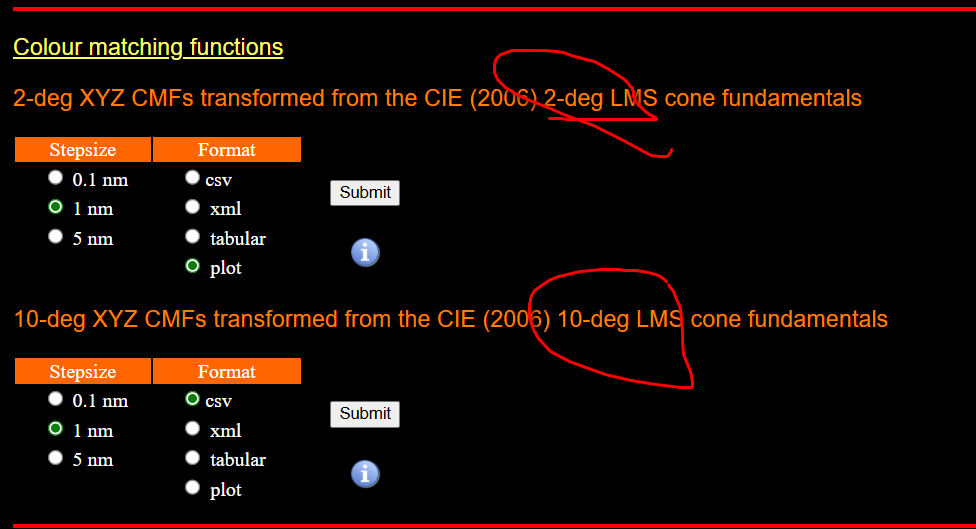 Colour matching functions
2-deg XYZ CMFs transformed from the CIE (2006) 2-deg LMS cone fundamentals
Stepsize Format
0.1 nm csv
Submit
1 nm xml
5 nm tabular
i
plot
10-deg XYZ CMFs transformed from the CIE (2006) 10-deg LMS cone fundamentals
Stepsize Format
0.1 nm csv
Submit
1 nm xml
5 nm tabular
i
plot